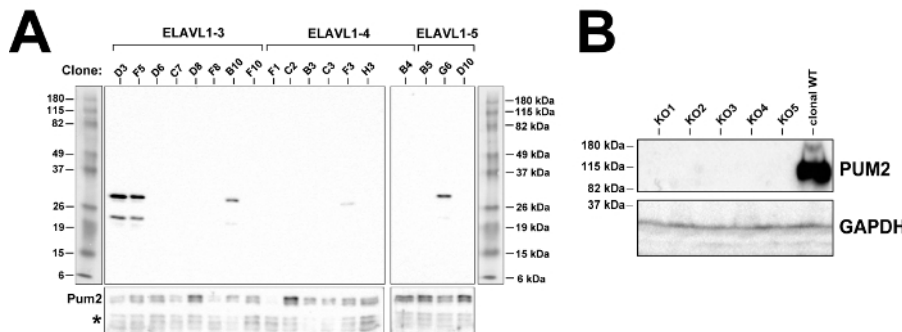 A
ELAVL1-3
ELAVL1-4
ELAVL1-5
Clone: D3 F5 D6 C7 D8 F8 B10 F10 F1 C2 B3 C3 F3 H3 B4 B5 G6 D10
180
115
82
49
37
26
19
15
6
180 kDa
115 kDa
82 kDa
49 kDa
37 kDa
26 kDa
19 kDa
15 kDa
6 kDa
Pum2
*
B
KO1 KO2 KO3 KO4 KO5 clonal WT
180 kDa
115 kDa
82 kDa
37 kDa
PUM2
GAPDH